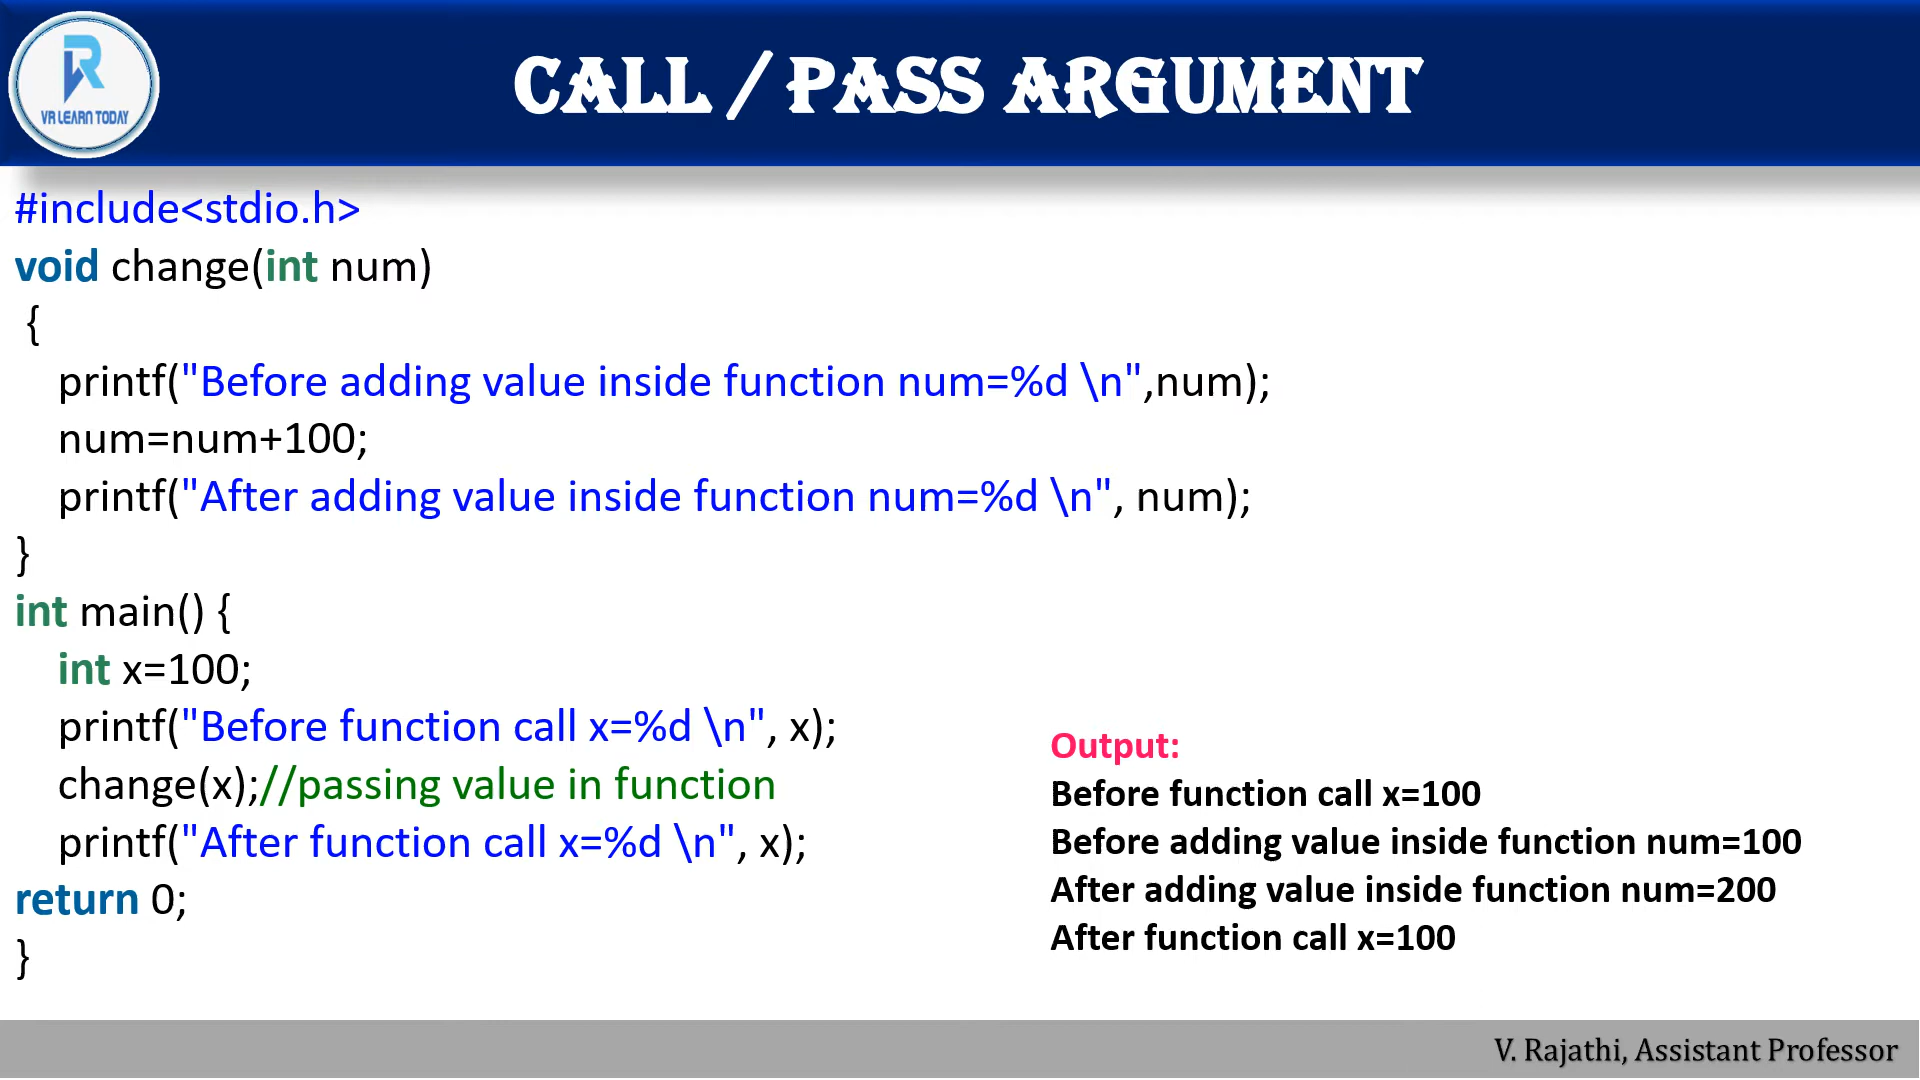 VR LEARN TODAY
CALL / PASS ARGUMENT
#include<stdio.h>
void change(int num)
{
printf("Before adding value inside function num=%d \n",num);
num=num+100;
printf("After adding value inside function num=%d \n", num);
}
int main() {
int x=100;
printf("Before function call x=%d \n", x);
change(x);//passing value in function
printf("After function call x=%d \n", x);
return 0;
}
Output:
Before function call x=100
Before adding value inside function num=100
After adding value inside function num=200
After function call x=100
V. Rajathi, Assistant Professor